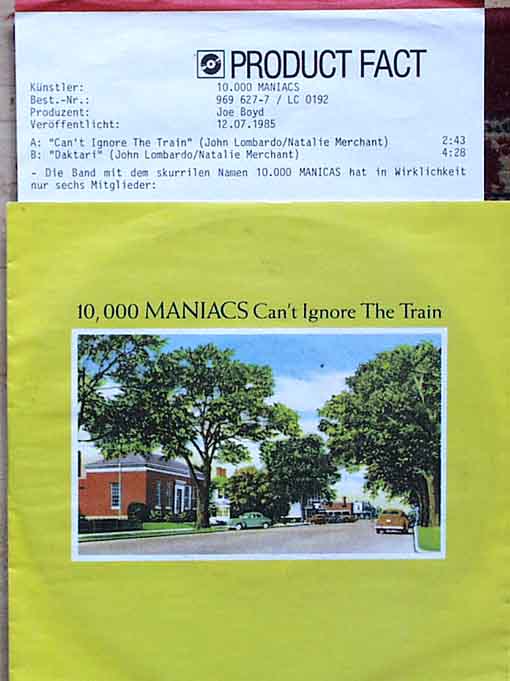 PRODUCT FACT
Künstler: 10.000 MANIACS
Best.-Nr.: 969 627-7 / LC 0192
Produzent: Joe Boyd
Veröffentlicht: 12.07.1985
A: "Can't Ignore The Train" (John Lombardo/Natalie Merchant) 2:43
B: "Daktari" (John Lombardo/Natalie Merchant) 4:28
- Die Band mit dem skurrilen Namen 10.000 MANICAS hat in Wirklichkeit
nur sechs Mitglieder:
10,000 MANIACS Can't Ignore The Train